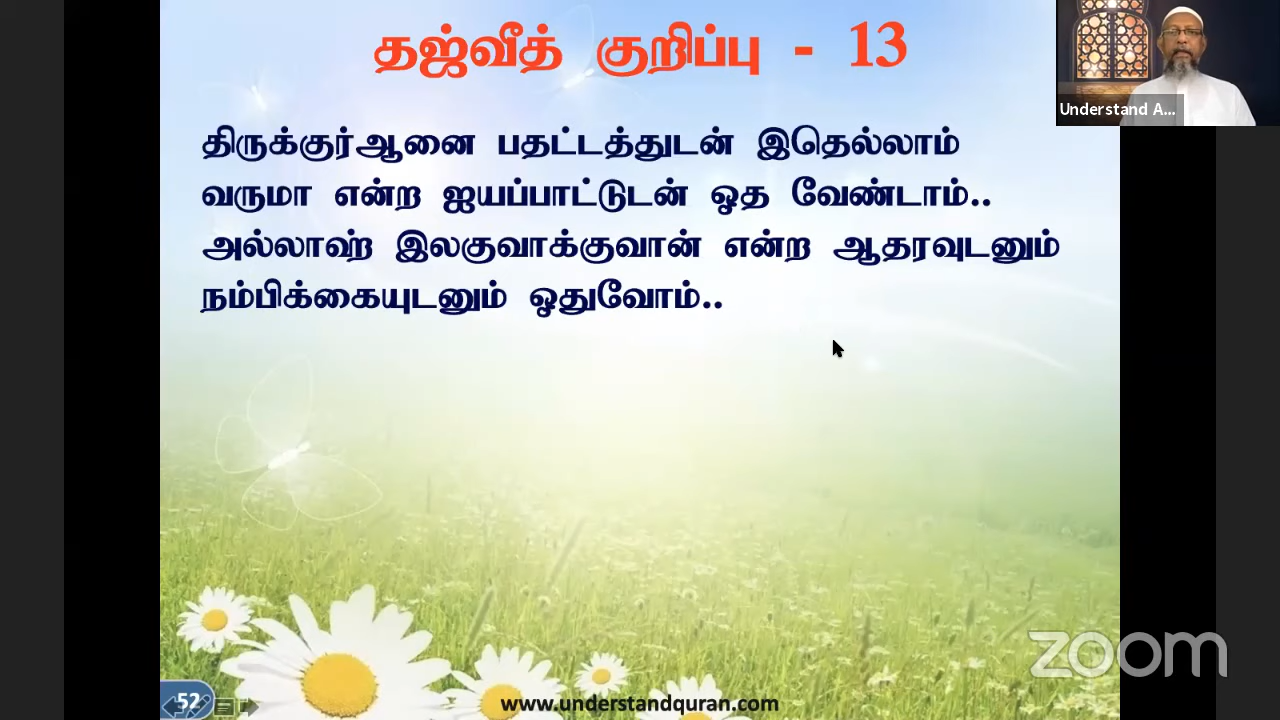 தஜ்வீத் குறிப்பு - 13
Understand A...
திருக்குர்ஆனை பதட்டத்துடன் இதெல்லாம்
வருமா என்ற ஐயப்பாட்டுடன் ஓத வேண்டாம்..
அல்லாஹ் இலகுவாக்குவான் என்ற ஆதரவுடனும்
நம்பிக்கையுடனும் ஓதுவோம்..
zoom
52
www.understandquran.com